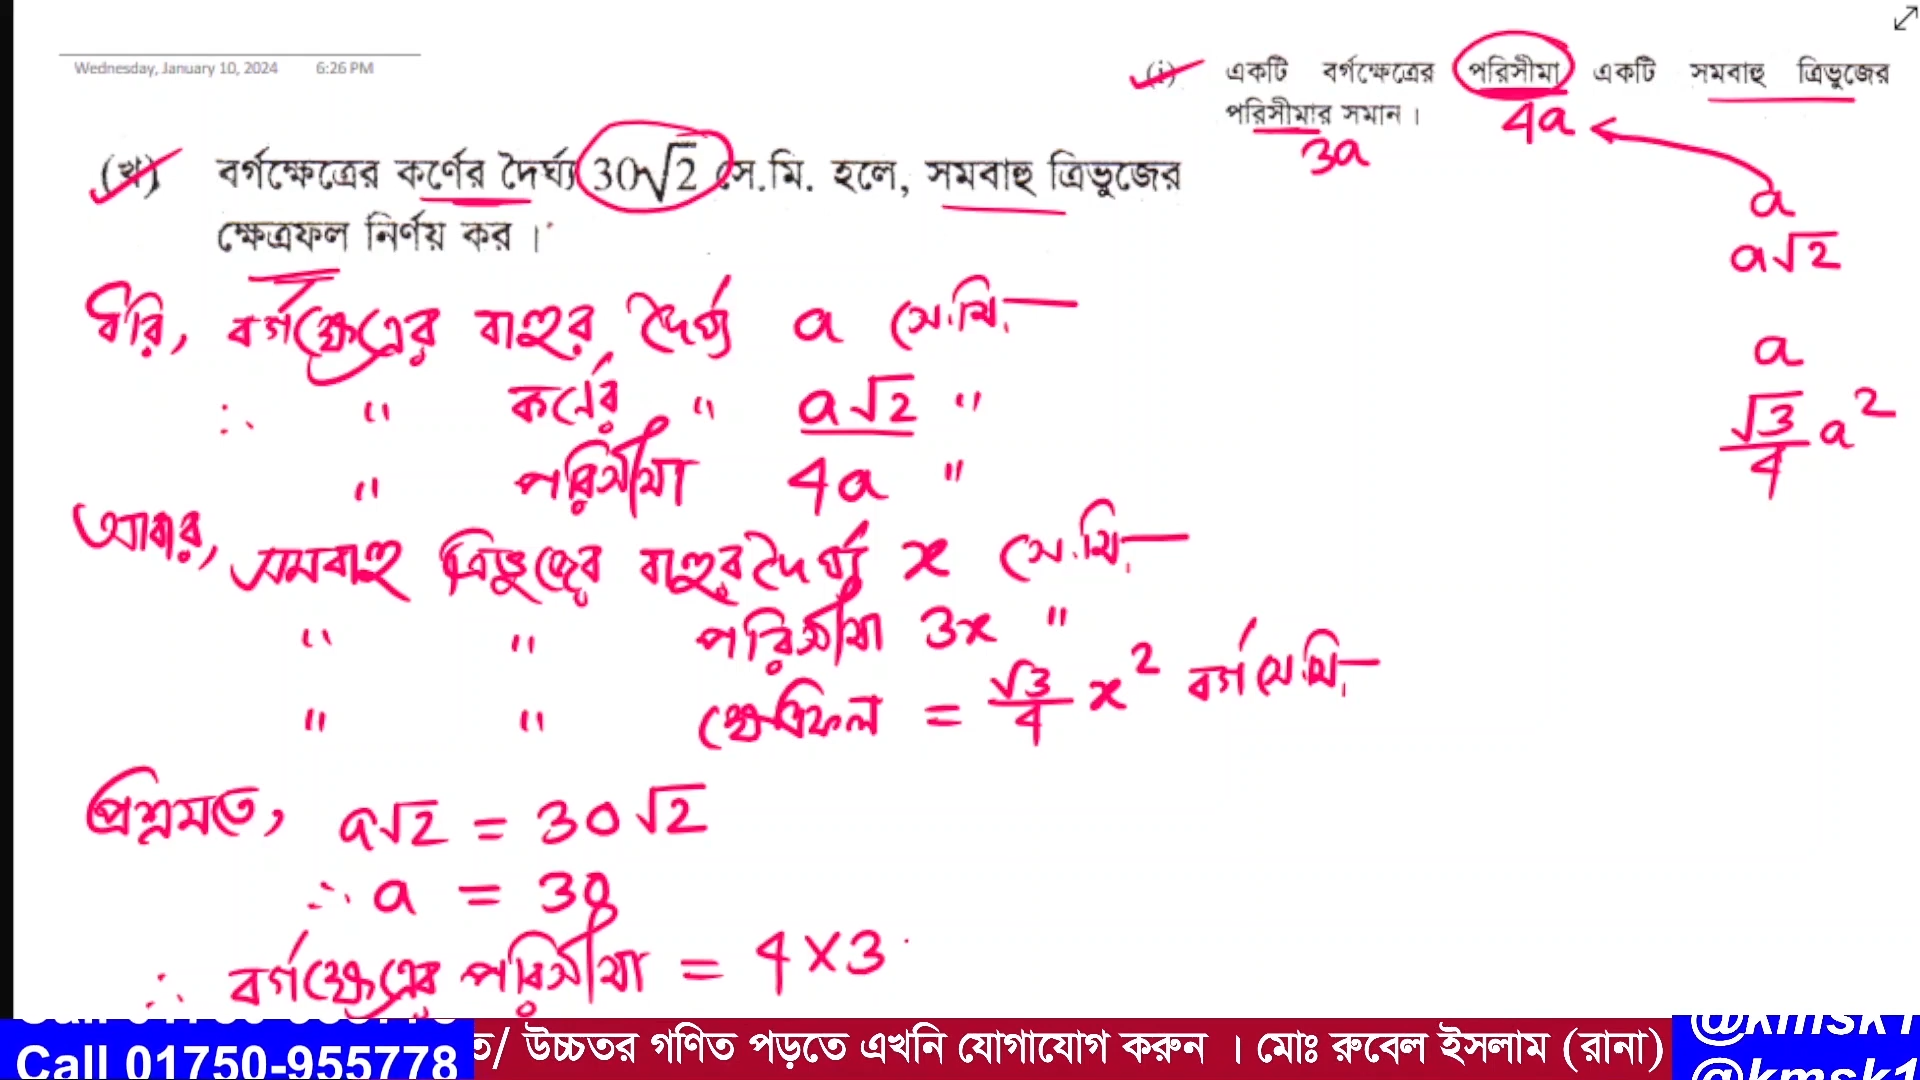 Wednesday, January 10, 2024 6:26 PM
(i) একটি বর্গক্ষেত্রের পরিসীমা একটি সমবাহু ত্রিভুজের
পরিসীমার সমান।
4a
3a
a
a√2
a
√3/4 a²
(খ) বর্গক্ষেত্রের কর্ণের দৈর্ঘ্য 30√2 সে.মি. হলে, সমবাহু ত্রিভুজের
ক্ষেত্রফল নির্ণয় কর।
ধরি, বর্গক্ষেত্রের বাহুর দৈর্ঘ্য a সে.মি.
∴ " কর্ণের " a√2 "
" পরিসীমা 4a "
আবার, সমবাহু ত্রিভুজের বাহুর দৈর্ঘ্য x সে.মি.
" " পরিসীমা 3x "
" " ক্ষেত্রফল = √3/4 x² বর্গ সে.মি.
প্রশ্নমতে, a√2 = 30√2
∴ a = 30
∴ বর্গক্ষেত্রের পরিসীমা = 4×3
Call 01750-955778
ত/ উচ্চতর গণিত পড়তে এখনি যোগাযোগ করুন । মোঃ রুবেল ইসলাম (রানা)
@kmsk1
@kmsk1